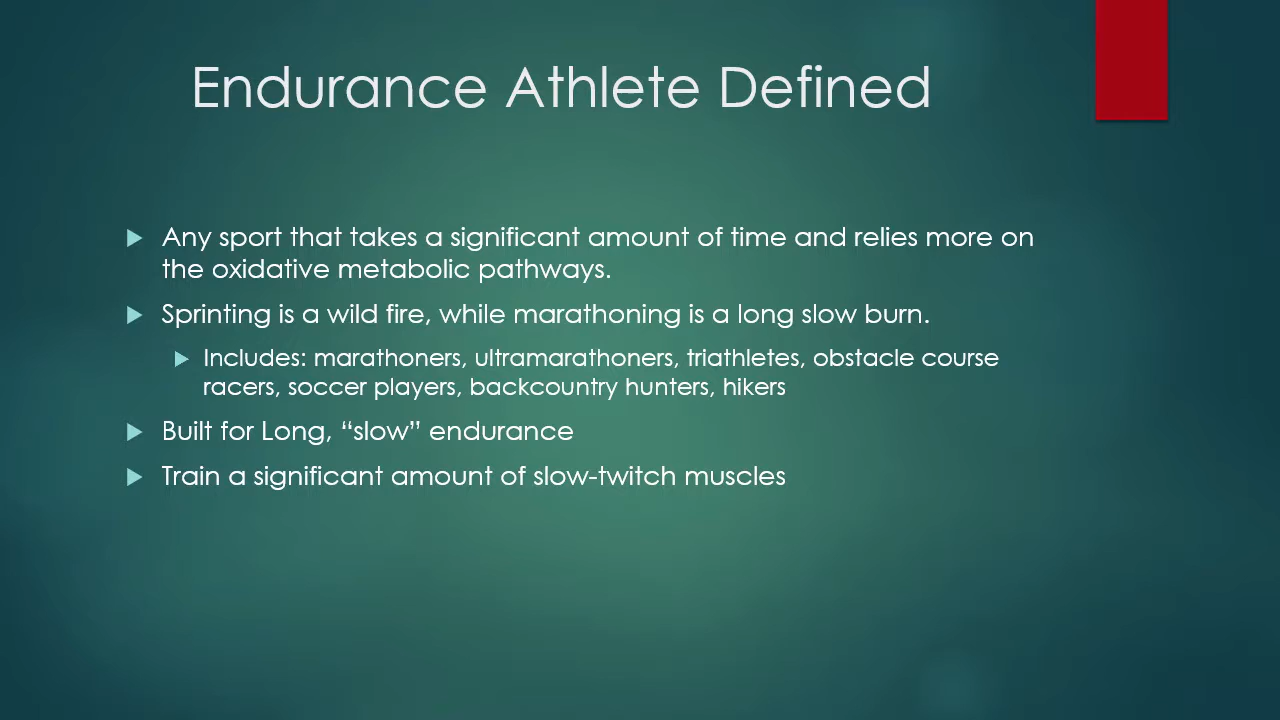 Endurance Athlete Defined
Any sport that takes a significant amount of time and relies more on
the oxidative metabolic pathways.
Sprinting is a wild fire, while marathoning is a long slow burn.
Includes: marathoners, ultramarathoners, triathletes, obstacle course
racers, soccer players, backcountry hunters, hikers
Built for Long, “slow” endurance
Train a significant amount of slow-twitch muscles